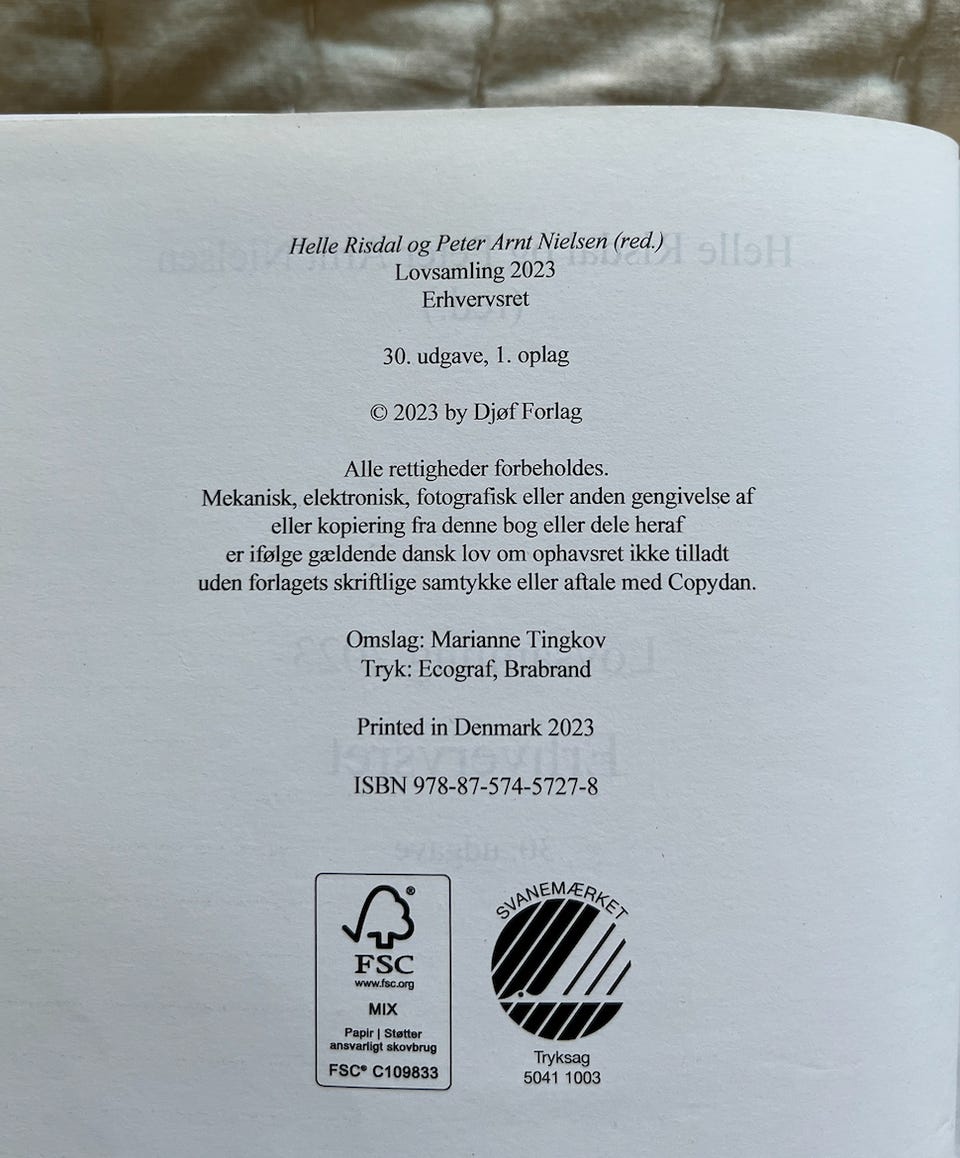 Helle Risdal og Peter Arnt Nielsen (red.)
Lovsamling 2023
Erhvervsret
30. udgave, 1. oplag
© 2023 by Djøf Forlag
Alle rettigheder forbeholdes.
Mekanisk, elektronisk, fotografisk eller anden gengivelse af
eller kopiering fra denne bog eller dele heraf
er ifølge gældende dansk lov om ophavsret ikke tilladt
uden forlagets skriftlige samtykke eller aftale med Copydan.
Omslag: Marianne Tingkov
Tryk: Ecograf, Brabrand
Printed in Denmark 2023
ISBN 978-87-574-5727-8
FSC
www.fsc.org
MIX
Papir | Støtter
ansvarligt skovbrug
FSC® C109833
SVANEMÆRKET
Tryksag
5041 1003